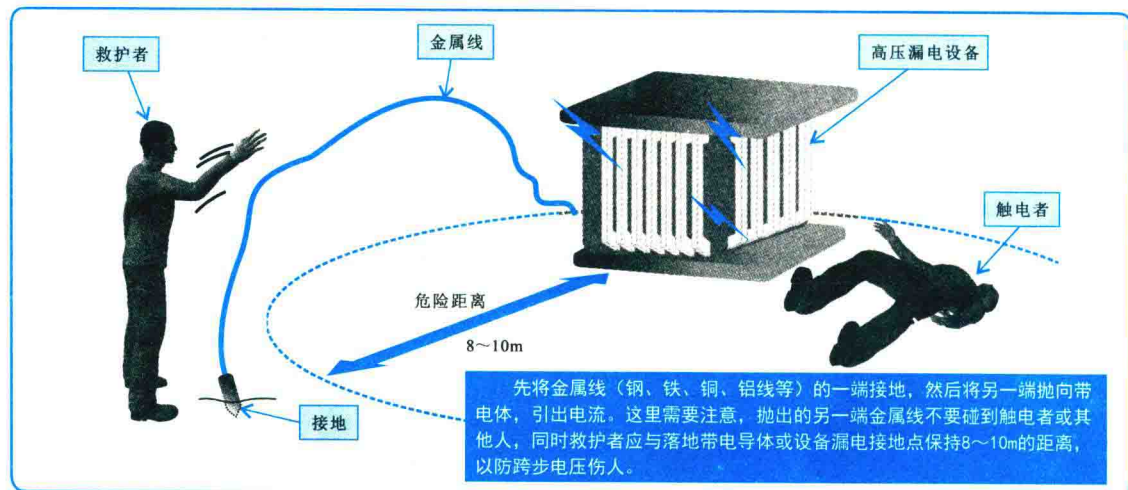 救护者
金属线
高压漏电设备
触电者
危险距离
8～10m
接地
先将金属线（钢、铁、铜、铝线等）的一端接地，然后将另一端抛向带
电体，引出电流。这里需要注意，抛出的另一端金属线不要碰到触电者或其
他人，同时救护者应与落地带电导体或设备漏电接地点保持8～10m的距离，
以防跨步电压伤人。